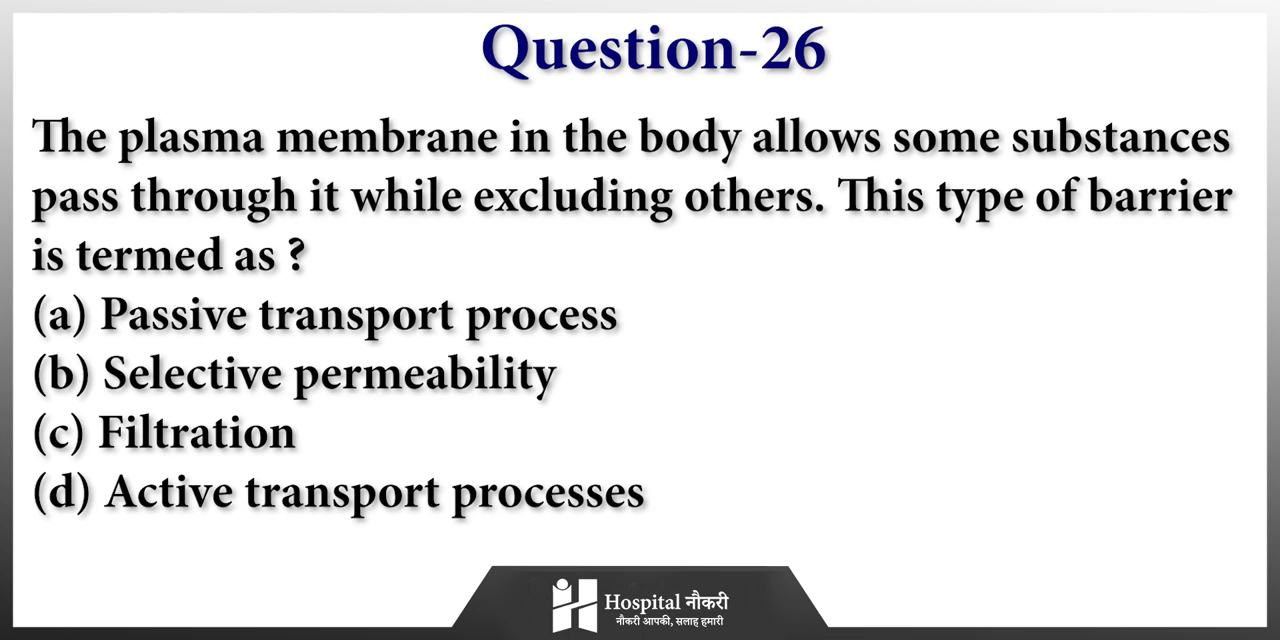 Question-26
The plasma membrane in the body allows some substances
pass through it while excluding others. This type of barrier
is termed as ?
(a) Passive transport process
(b) Selective permeability
(c) Filtration
(d) Active transport processes
Hospital नौकरी
नौकरी आपकी, सलाह हमारी